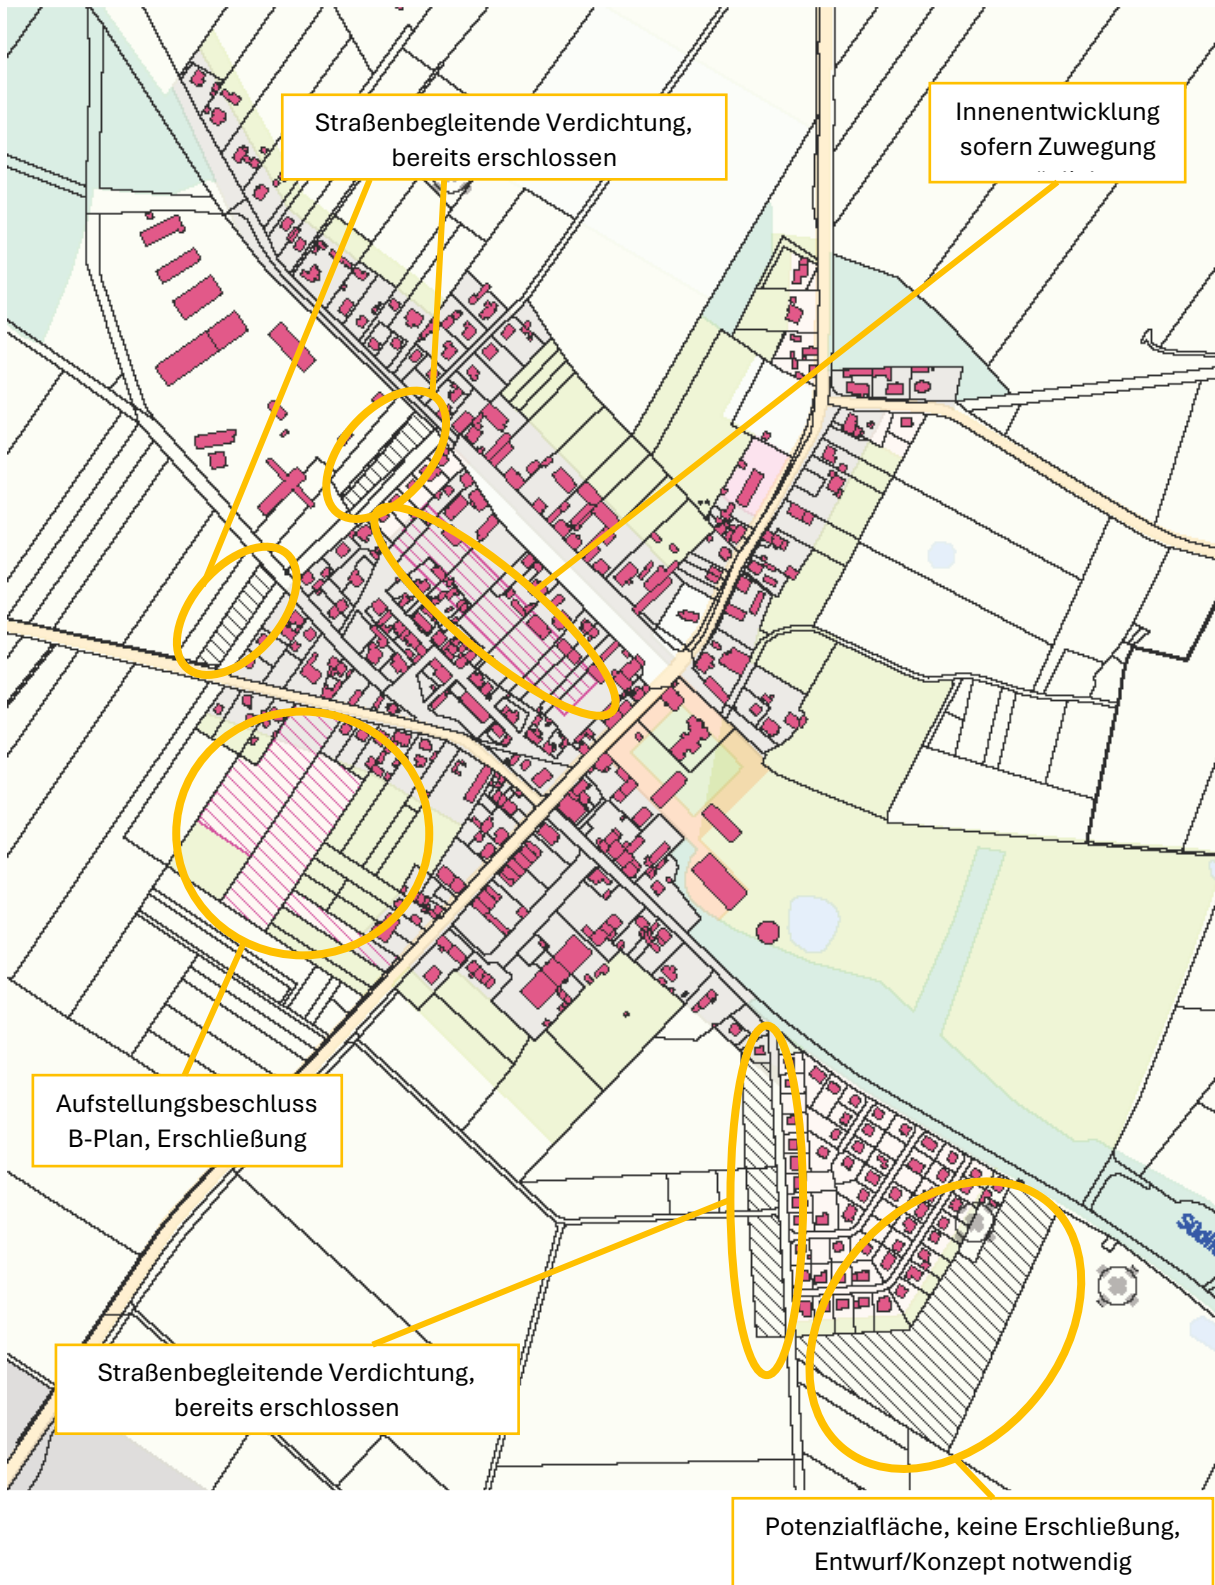 Straßenbegleitende Verdichtung,
bereits erschlossen
Innenentwicklung
sofern Zuwegung
Aufstellungsbeschluss
B-Plan, Erschließung
Straßenbegleitende Verdichtung,
bereits erschlossen
Potenzialfläche, keine Erschließung,
Entwurf/Konzept notwendig